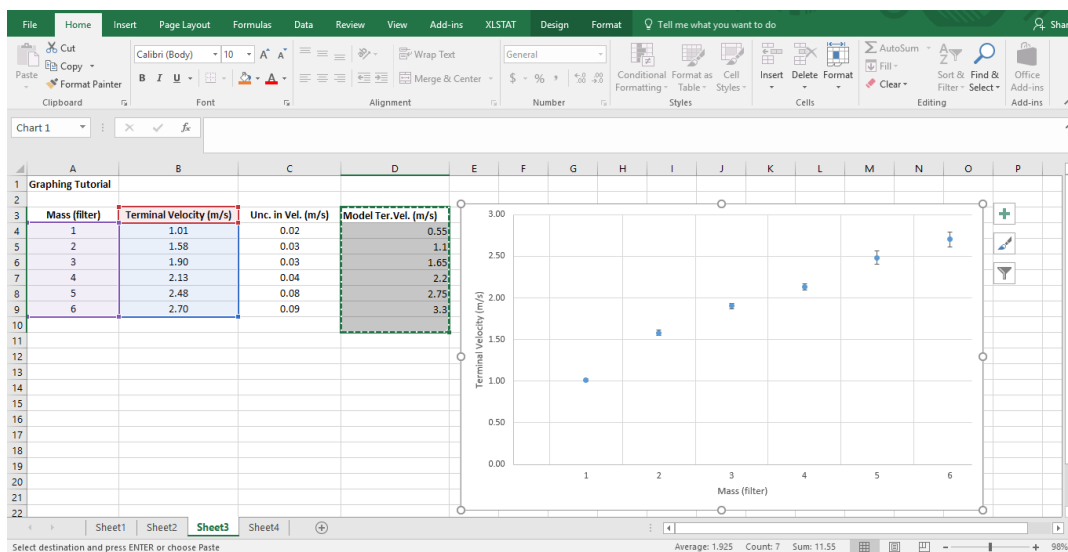 File Home Insert Page Layout Formulas Data Review View Add-ins XLSTAT Design Format Tell me what you want to do Shar
Paste
Cut
Copy
Format Painter
Clipboard
Calibri (Body) 10 A A
B I U A
Font
Wrap Text
Merge & Center
Alignment
General
$ % , .00 .0
Number
Conditional Formatting
Format as Table
Cell Styles
Styles
Insert Delete Format
Cells
AutoSum
Fill
Clear
Sort & Filter
Find & Select
Editing
Office Add-ins
Add-ins
Chart 1 fx
A B C D E F G H I J K L M N O P
1 Graphing Tutorial
2
3 Mass (filter) Terminal Velocity (m/s) Unc. in Vel. (m/s) Model Ter.Vel. (m/s)
4 1 1.01 0.02 0.55
5 2 1.58 0.03 1.1
6 3 1.90 0.03 1.65
7 4 2.13 0.04 2.2
8 5 2.48 0.08 2.75
9 6 2.70 0.09 3.3
10
11
12
13
14
15
16
17
18
19
20
21
22
3.00
2.50
2.00
1.50
1.00
0.50
0.00
Terminal Velocity (m/s)
1 2 3 4 5 6
Mass (filter)
Sheet1 Sheet2 Sheet3 Sheet4
Select destination and press ENTER or choose Paste Average: 1.925 Count: 7 Sum: 11.55 98%